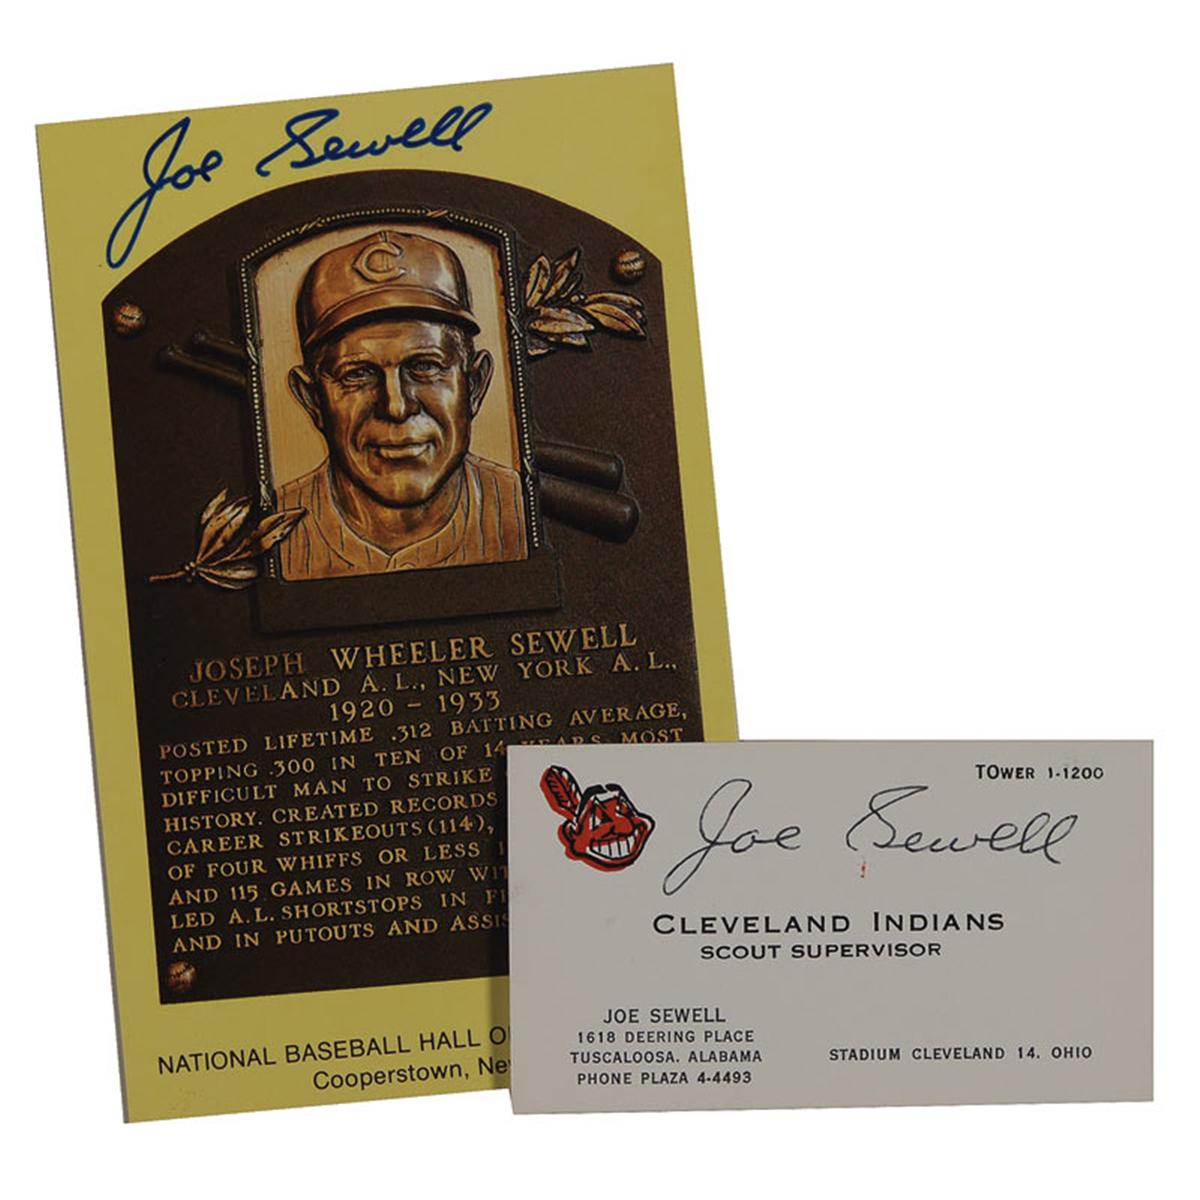 Joe Sewell
C
JOSEPH WHEELER SEWELL
CLEVELAND A.L., NEW YORK A.L.,
1920 - 1933
POSTED LIFETIME .312 BATTING AVERAGE,
TOPPING .300 IN TEN OF 14 YEARS. MOST
DIFFICULT MAN TO STRIKE
HISTORY. CREATED RECORDS
CAREER STRIKEOUTS (114),
OF FOUR WHIFFS OR LESS
AND 115 GAMES IN ROW
LED A.L. SHORTSTOPS IN
AND IN PUTOUTS AND
NATIONAL BASEBALL HALL
Cooperstown,
TOwer 1-1200
Joe Sewell
CLEVELAND INDIANS
SCOUT SUPERVISOR
JOE SEWELL
1618 DEERING PLACE
TUSCALOOSA. ALABAMA
PHONE PLAZA 4-4493
STADIUM CLEVELAND 14. OHIO